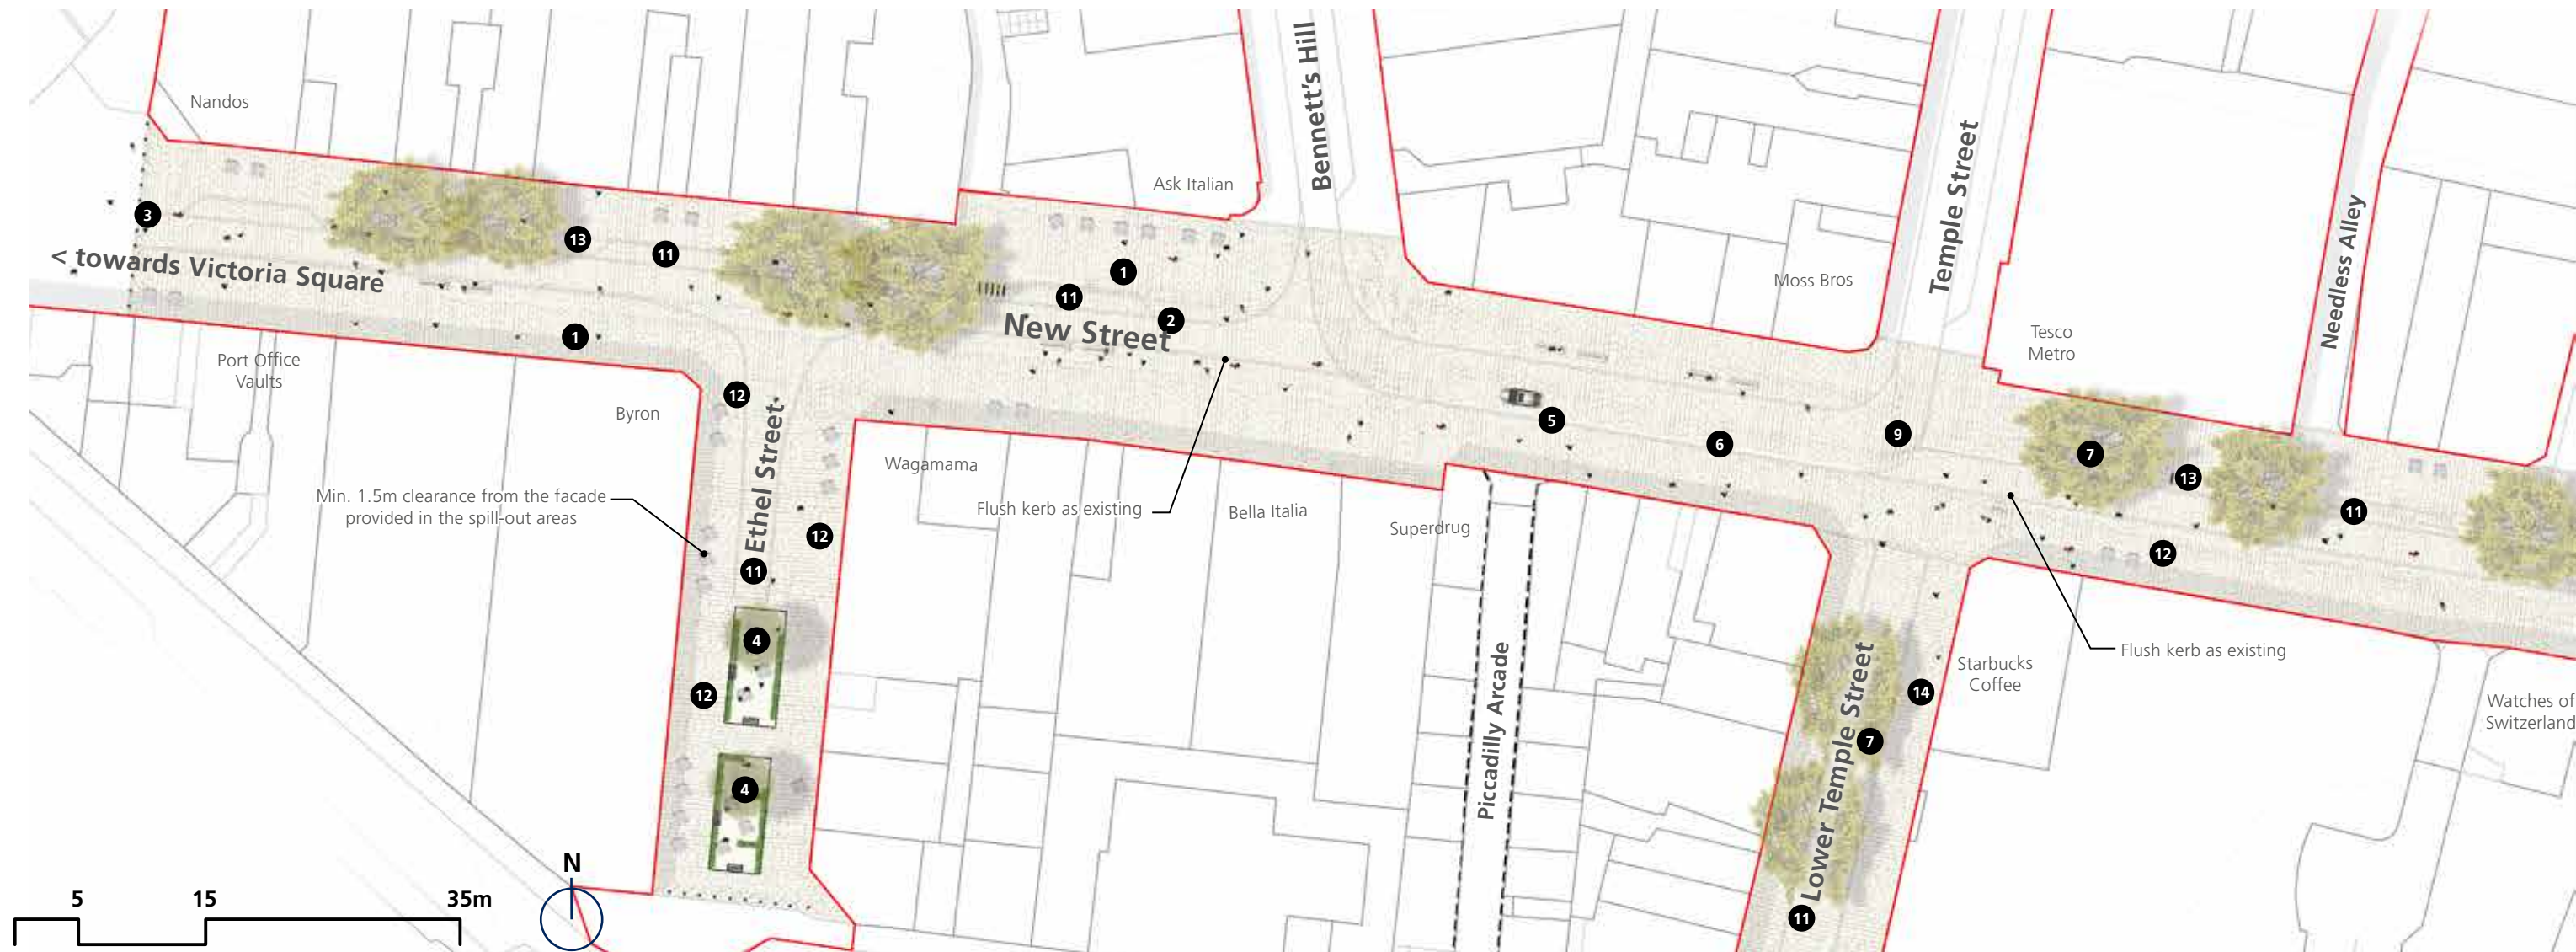 Bennett's Hill
Nandos
Temple Street
Ask Italian
Needless Alley
3
13
11
1
< towards Victoria Square
11
2
New Street
Moss Bros
Tesco
Metro
1
Port Office
Vaults
12
Byron
Ethel Street
5
6
9
7
13
11
Wagamama
Min. 1.5m clearance from the facade
provided in the spill-out areas
Flush kerb as existing
Bella Italia
Superdrug
12
12
11
4
12
4
Piccadilly Arcade
Lower Temple Street
14
7
11
Starbucks
Coffee
Flush kerb as existing
Watches of
Switzerland
N
5
15
35m